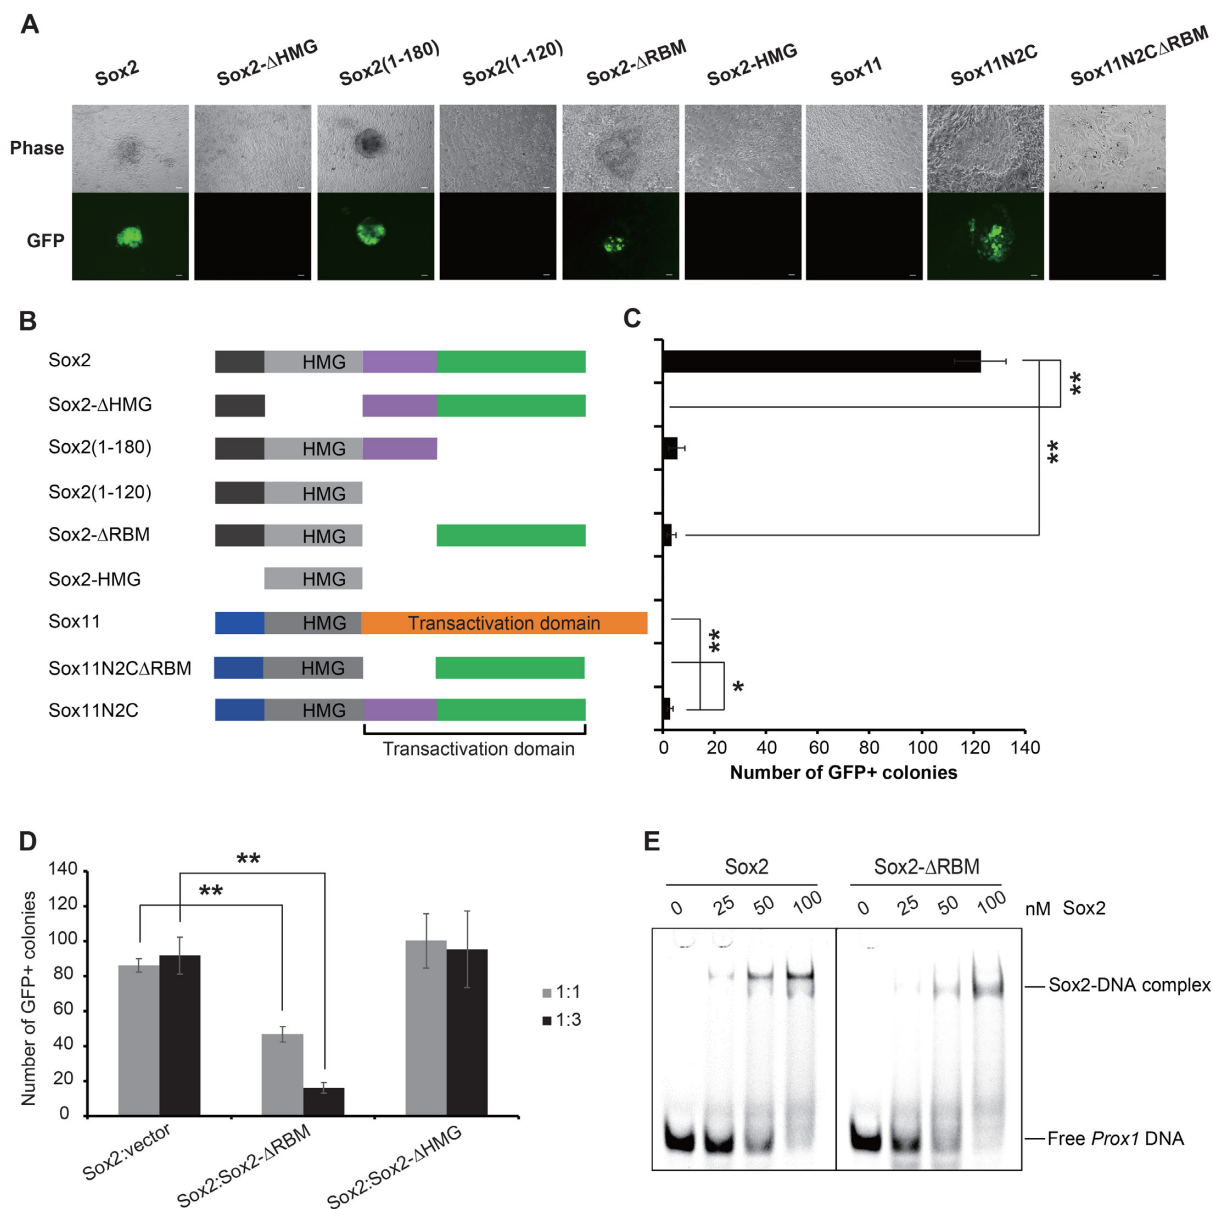 A
Sox2
Sox2-ΔHMG
Sox2(1-180)
Sox2(1-120)
Sox2-ΔRBM
Sox2-HMG
Sox11
Sox11N2C
Sox11N2CΔRBM
Phase
GFP
B
Sox2
HMG
Sox2-ΔHMG
Sox2(1-180)
HMG
Sox2(1-120)
HMG
Sox2-ΔRBM
HMG
Sox2-HMG
HMG
Sox11
HMG
Transactivation domain
Sox11N2CΔRBM
HMG
Sox11N2C
HMG
Transactivation domain
C
**
**
**
*
0 20 40 60 80 100 120 140
Number of GFP+ colonies
D
Number of GFP+ colonies
140
120
100
80
60
40
20
0
**
**
1:1
1:3
Sox2:vector
Sox2:Sox2-ΔRBM
Sox2:Sox2-ΔHMG
E
Sox2
Sox2-ΔRBM
0 25 50 100 0 25 50 100 nM Sox2
Sox2-DNA complex
Free Prox1 DNA